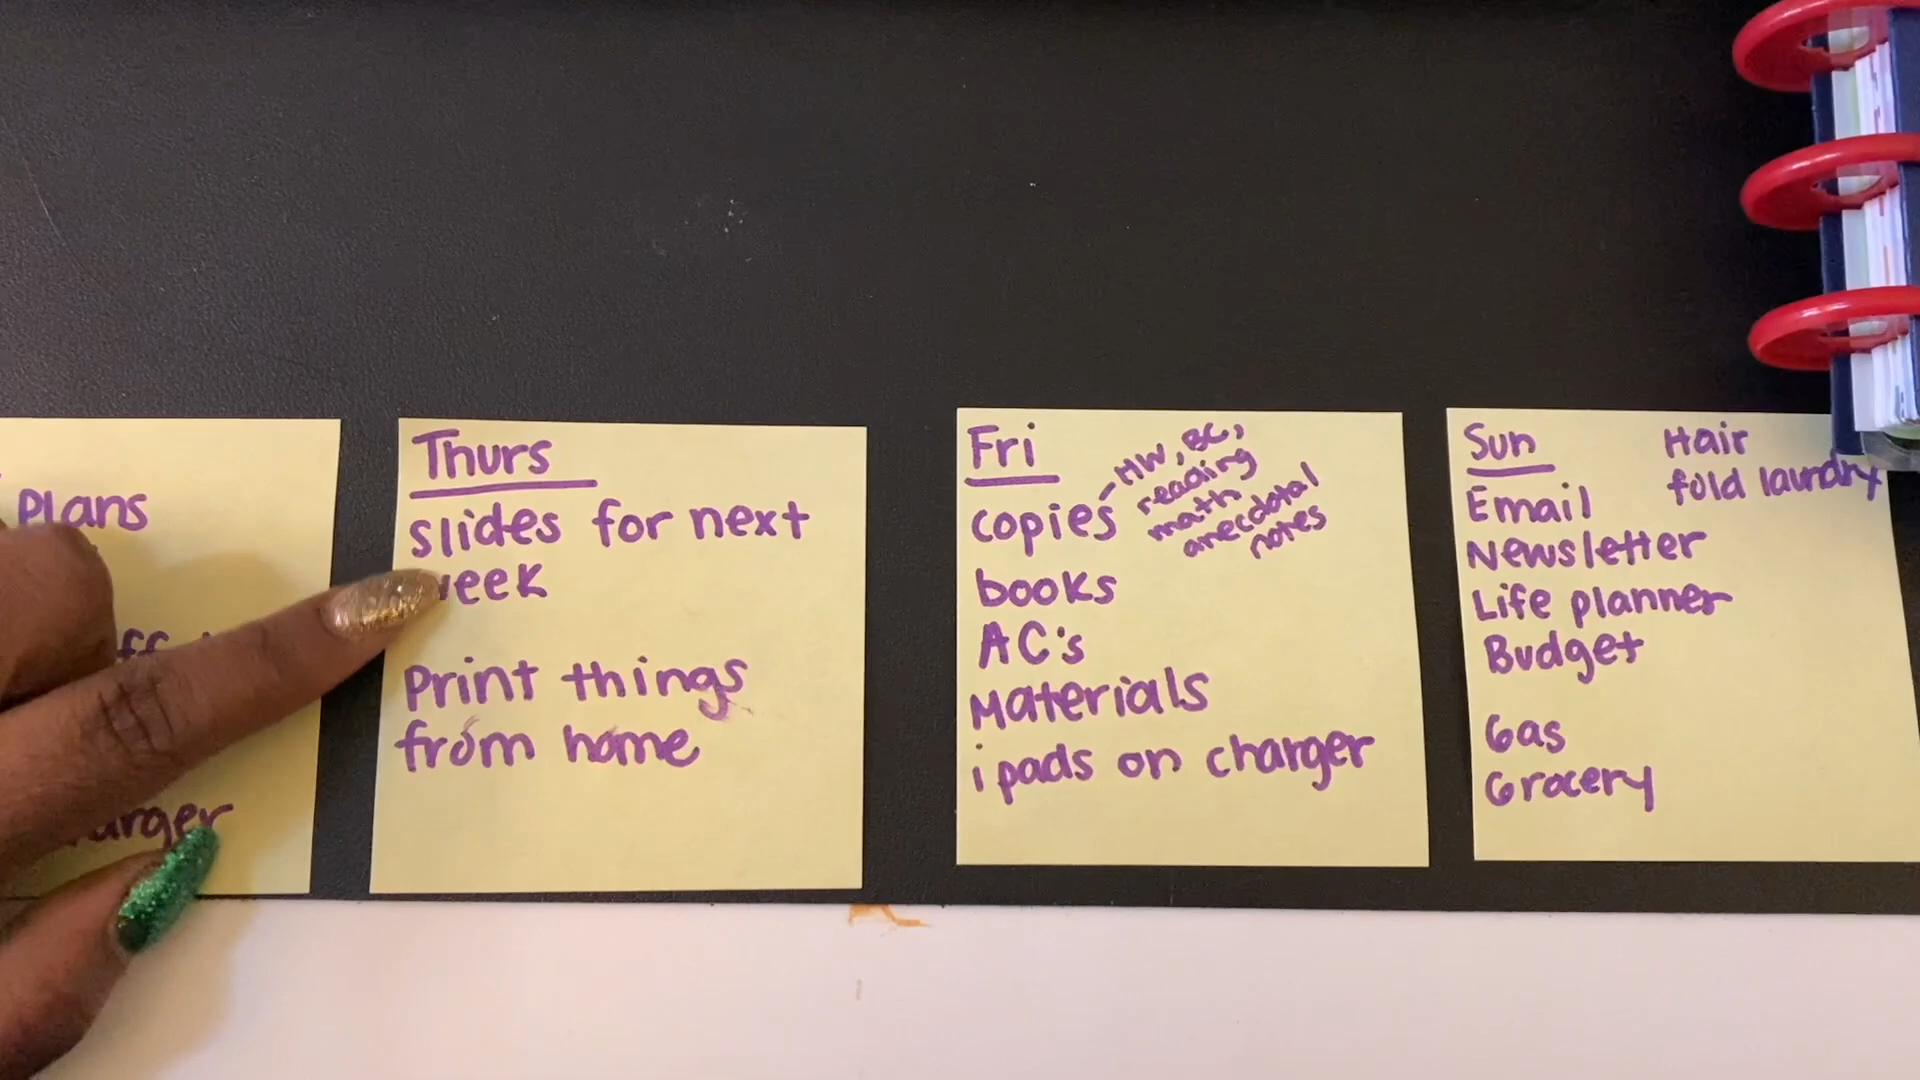 Plans
Thurs
slides for next
week
Print things
from home
Fri
copies - HW, BC,
reading
math
anecdotal
notes
books
AC's
Materials
ipads on charger
Sun
Email
Newsletter
Life planner
Budget
Gas
Grocery
Hair
fold laundry